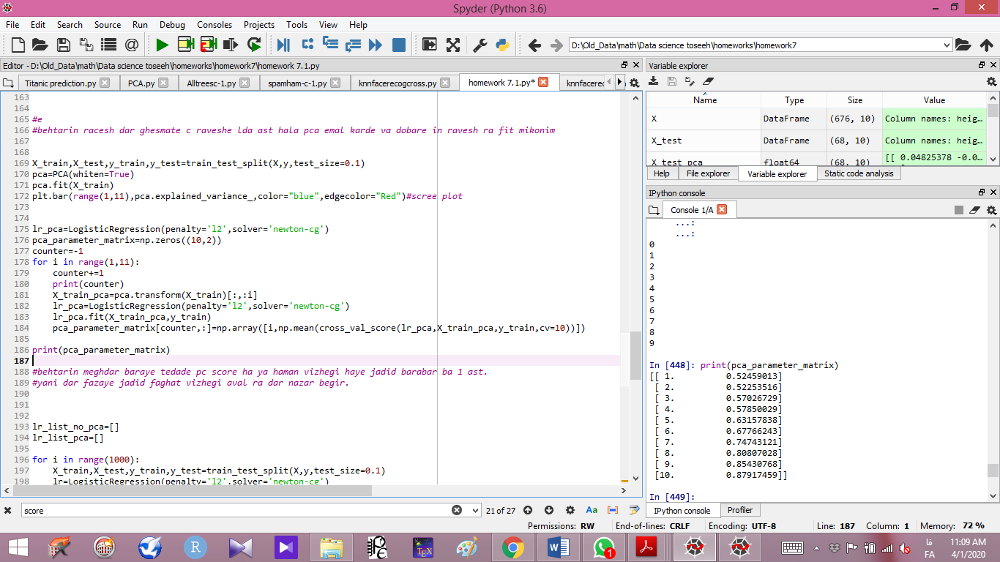 Spyder (Python 3.6)
File Edit Search Source Run Debug Consoles Projects Tools View Help
D:\Old_Data\math\Data science toseeh\homeworks\homework7
Editor - D:\Old_Data\math\Data science toseeh\homeworks\homework7\homework 7.1.py
Titanic prediction.py PCA.py Alltreesc-1.py spamham-c-1.py knnfacerecogcross.py homework 7.1.py* knnfacerec
163
164
165 #e
166 #behtarin racesh dar ghesmate c raveshe lda ast hala pca emal karde va dobare in ravesh ra fit mikonim
167
168
169 X_train,X_test,y_train,y_test=train_test_split(X,y,test_size=0.1)
170 pca=PCA(whiten=True)
171 pca.fit(X_train)
172 plt.bar(range(1,11),pca.explained_variance_,color="blue",edgecolor="Red")#scree plot
173
174
175 lr_pca=LogisticRegression(penalty='l2',solver='newton-cg')
176 pca_parameter_matrix=np.zeros((10,2))
177 counter=-1
178 for i in range(1,11):
179 counter+=1
180 print(counter)
181 X_train_pca=pca.transform(X_train)[:,:i]
182 lr_pca=LogisticRegression(penalty='l2',solver='newton-cg')
183 lr_pca.fit(X_train_pca,y_train)
184 pca_parameter_matrix[counter,:]=np.array([i,np.mean(cross_val_score(lr_pca,X_train_pca,y_train,cv=10))])
185
186 print(pca_parameter_matrix)
187
188 #behtarin meghdar baraye tedade pc score ha ya haman vizhegi haye jadid barabar ba 1 ast.
189 #yani dar fazaye jadid faghat vizhegi aval ra dar nazar begir.
190
191
192
193 lr_list_no_pca=[]
194 lr_list_pca=[]
195
196 for i in range(1000):
197 X_train,X_test,y_train,y_test=train_test_split(X,y,test_size=0.1)
198 lr=LogisticRegression(penalty='l2',solver='newton-cg')
score 21 of 27 Aa
Variable explorer
Name Type Size Value
X DataFrame (676, 10) Column names: heig…
X_test DataFrame (68, 10) Column names: heig…
X_test_pca float64 (68, 10) [[ 0.04825378 -0.0…
Help File explorer Variable explorer Static code analysis
IPython console
Console 1/A
...:
...:
0
1
2
3
4
5
6
7
8
9
In [448]: print(pca_parameter_matrix)
[[ 1. 0.52459013]
[ 2. 0.52253516]
[ 3. 0.57026729]
[ 4. 0.57850029]
[ 5. 0.63157838]
[ 6. 0.67766243]
[ 7. 0.74743121]
[ 8. 0.80807028]
[ 9. 0.85430768]
[10. 0.87917459]]
In [449]:
IPython console Profiler
Permissions: RW End-of-lines: CRLF Encoding: UTF-8 Line: 187 Column: 1 Memory: 72 %
فا 11:09 AM
FA 4/1/2020